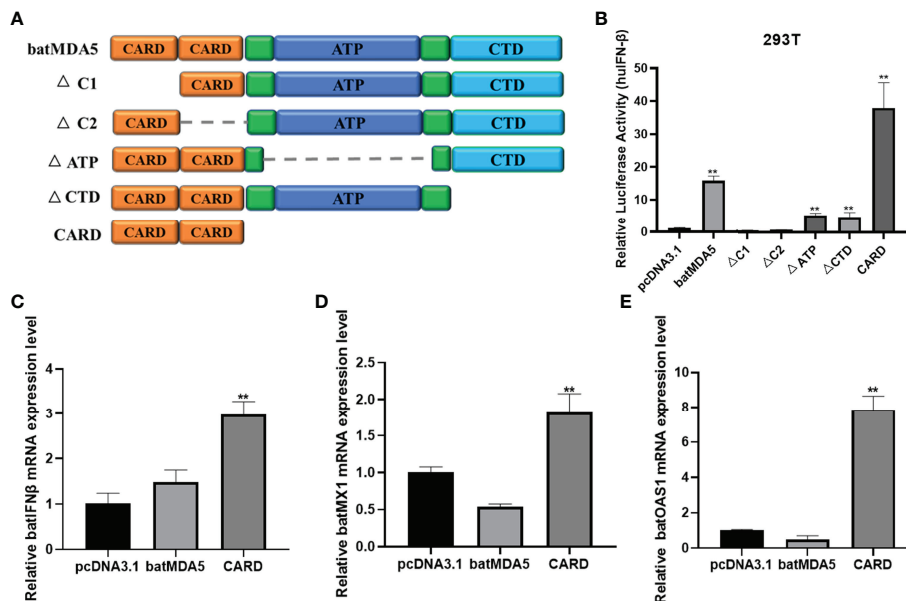 A
batMDA5
CARD CARD ATP CTD
△ C1
CARD ATP CTD
△ C2
CARD ATP CTD
△ ATP
CARD CARD CTD
△ CTD
CARD CARD ATP
CARD
CARD CARD
B
293T
Relative Luciferase Activity (huIFN-β)
50
40
30
20
10
0
** ** ** **
pcDNA3.1 batMDA5 △C1 △C2 △ATP △CTD CARD
C
Relative batIFNβ mRNA expression level
4
3
2
1
0
**
pcDNA3.1 batMDA5 CARD
D
Relative batMX1 mRNA expression level
2.5
2.0
1.5
1.0
0.5
0.0
**
pcDNA3.1 batMDA5 CARD
E
Relative batOAS1 mRNA expression level
10
8
6
4
2
0
**
pcDNA3.1 batMDA5 CARD